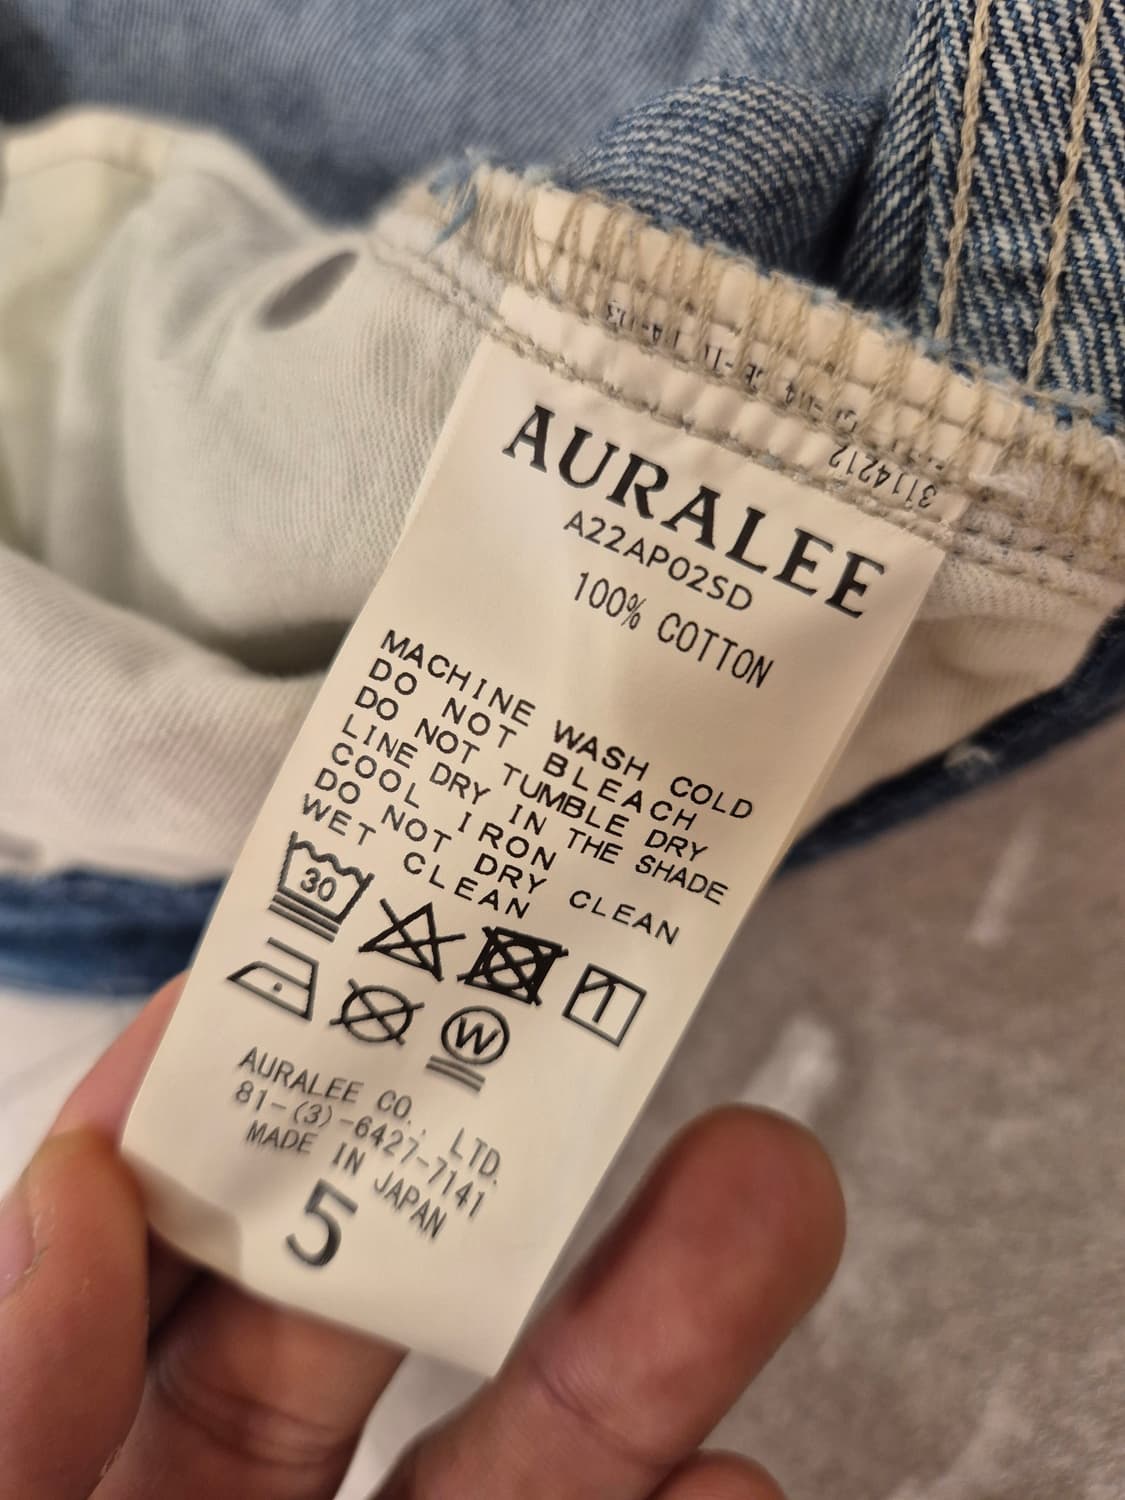 AURALEE
A22AP02SD
100% COTTON
MACHINE WASH COLD
DO NOT BLEACH
DO NOT TUMBLE DRY
LINE DRY IN THE SHADE
COOL IRON
DO NOT DRY CLEAN
WET CLEAN
30
W
AURALEE CO., LTD.
81-(3)-6427-7141
MADE IN JAPAN
5
3114212